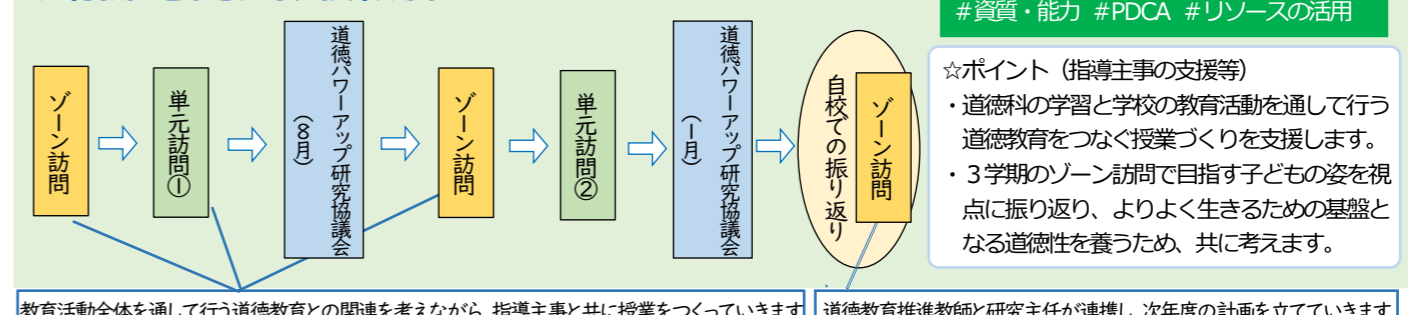 #資質・能力 #PDCA #リソースの活用
ゾーン訪問
単元訪問①
道徳パワーアップ研究協議会
(8月)
ゾーン訪問
単元訪問②
道徳パワーアップ研究協議会
(1月)
ゾーン訪問
自校での振り返り
☆ポイント(指導主事の支援等)
・道徳科の学習と学校の教育活動を通して行う
道徳教育をつなぐ授業づくりを支援します。
・３学期のゾーン訪問で目指す子どもの姿を視
点に振り返り、よりよく生きるための基盤と
なる道徳性を養うため、共に考えます。
教育活動全体を通して行う道徳教育との関連を考えながら、指導主事と共に授業をつくっていきます
道徳教育推進教師と研究主任が連携し、次年度の計画を立てていきます